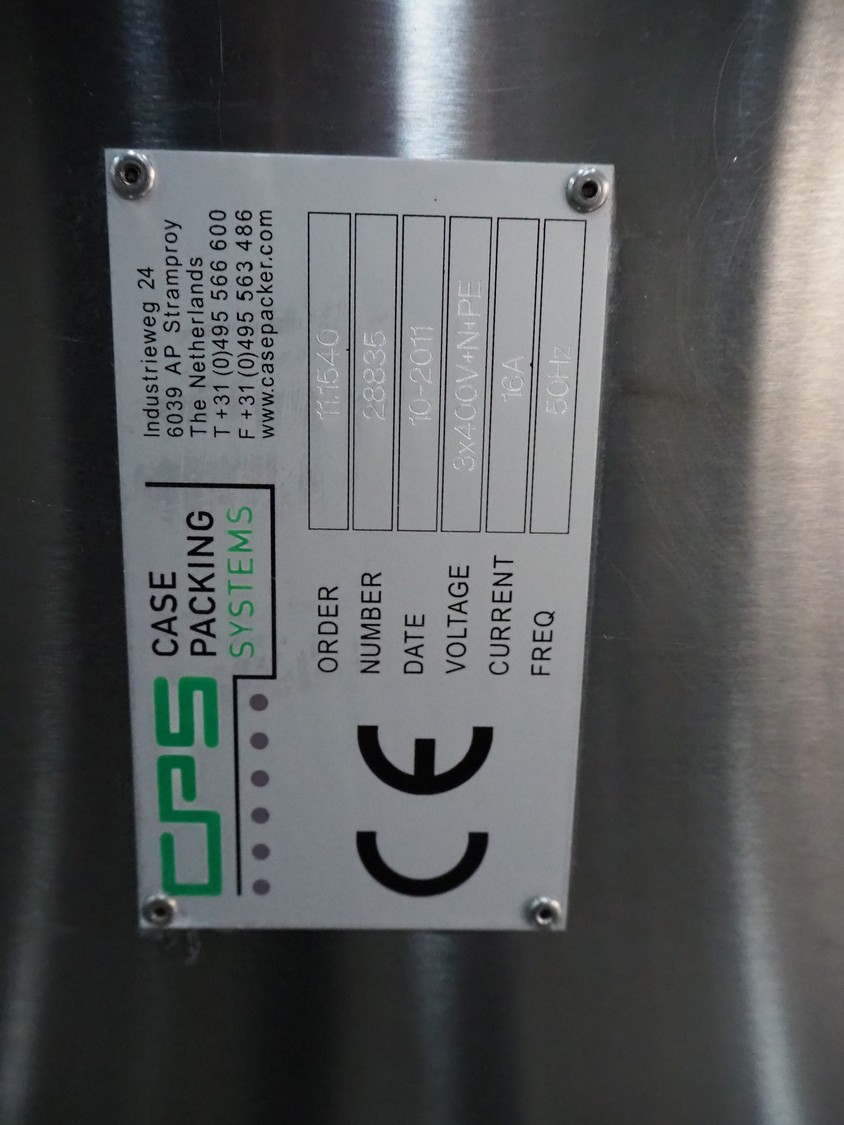 CPS
CASE
PACKING
SYSTEMS
Industrieweg 24
6039 AP Stramproy
The Netherlands
T +31 (0)495 566 600
F +31 (0)495 563 486
www.casepacker.com
CE
ORDER 11.1540
NUMBER 28835
DATE 10-2011
VOLTAGE 3x400V+N+PE
CURRENT 16A
FREQ 50Hz